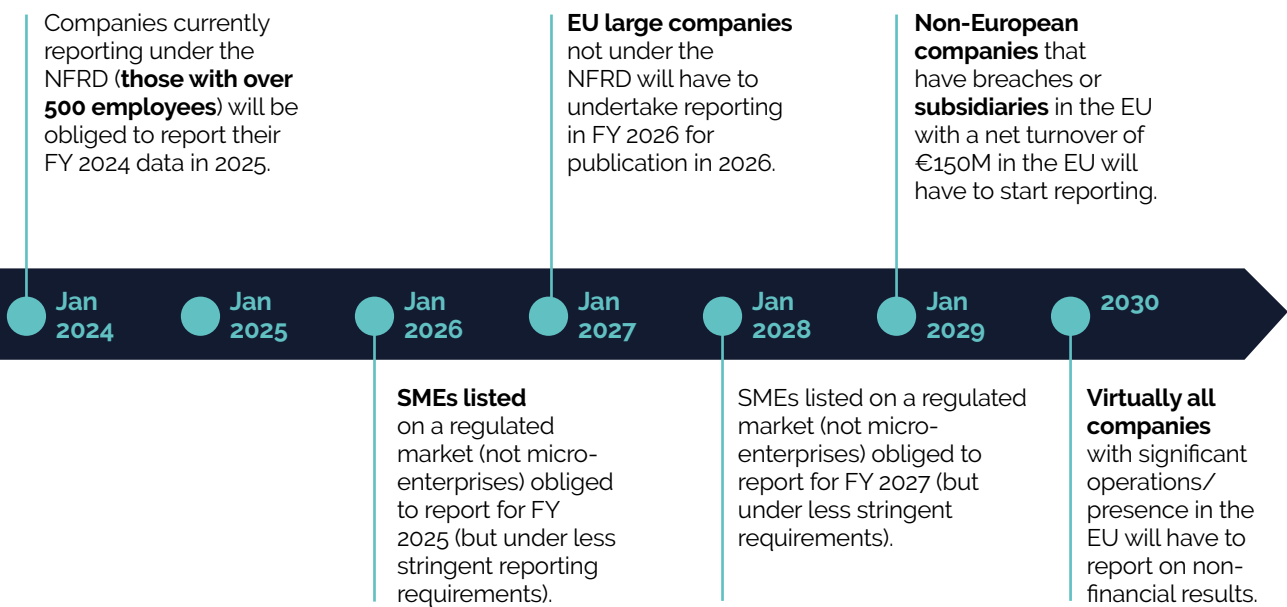 Companies currently
reporting under the
NFRD (those with over
500 employees) will be
obliged to report their
FY 2024 data in 2025.
EU large companies
not under the
NFRD will have to
undertake reporting
in FY 2026 for
publication in 2026.
Non-European
companies that
have breaches or
subsidiaries in the EU
with a net turnover of
€150M in the EU will
have to start reporting.
Jan
2024
Jan
2025
Jan
2026
Jan
2027
Jan
2028
Jan
2029
2030
SMEs listed
on a regulated
market (not micro-
enterprises) obliged
to report for FY
2025 (but under less
stringent reporting
requirements).
SMEs listed on a regulated
market (not micro-
enterprises) obliged to
report for FY 2027 (but
under less stringent
requirements).
Virtually all
companies
with significant
operations/
presence in the
EU will have to
report on non-
financial results.